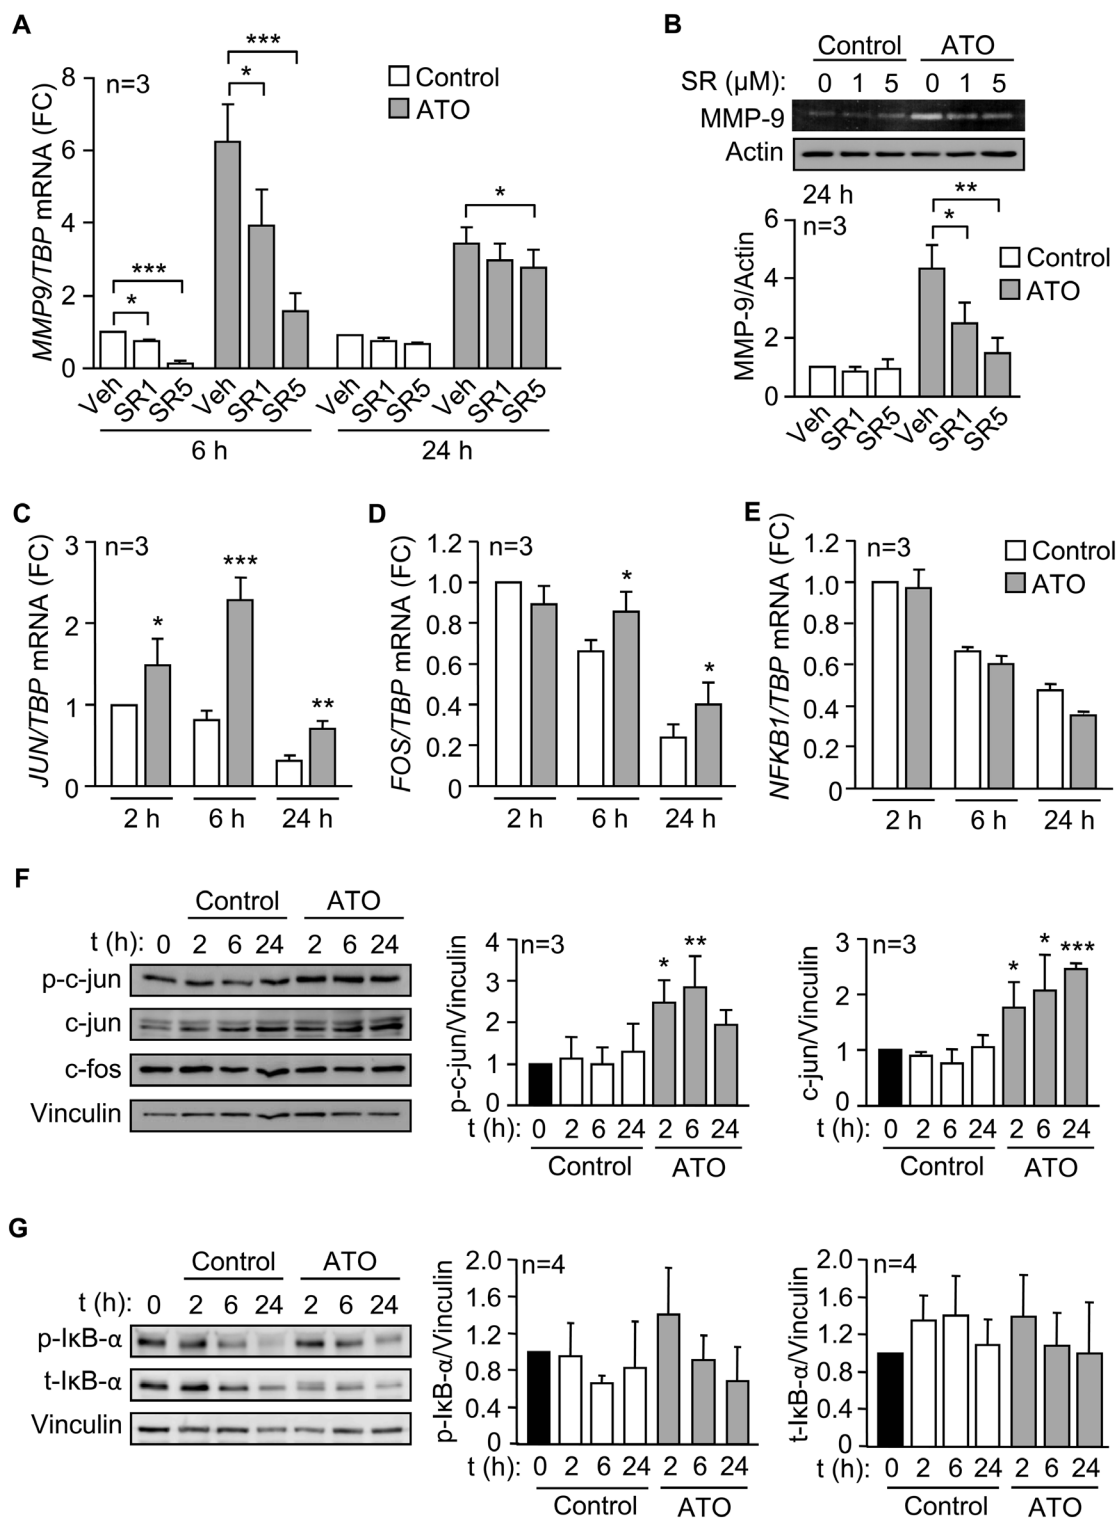 A
MMP9/TBP mRNA (FC)
8
6
4
2
0
n=3
Control
ATO
*
***
*
***
*
Veh SR1 SR5 Veh SR1 SR5 Veh SR1 SR5 Veh SR1 SR5
6 h 24 h
B
Control ATO
SR (μM): 0 1 5 0 1 5
MMP-9
Actin
24 h
MMP-9/Actin
6
4
2
0
n=3
**
*
Control
ATO
Veh SR1 SR5 Veh SR1 SR5
C
JUN/TBP mRNA (FC)
3
2
1
0
n=3
* *** **
2 h 6 h 24 h
D
FOS/TBP mRNA (FC)
1.2
1.0
0.8
0.6
0.4
0.2
0
n=3
* *
2 h 6 h 24 h
E
NFKB1/TBP mRNA (FC)
1.2
1.0
0.8
0.6
0.4
0.2
0
n=3
Control
ATO
2 h 6 h 24 h
F
Control ATO
t (h): 0 2 6 24 2 6 24
p-c-jun
c-jun
c-fos
Vinculin
p-c-jun/Vinculin
4
3
2
1
0
n=3
* **
t (h): 0 2 6 24 2 6 24
Control ATO
c-jun/Vinculin
3
2
1
0
n=3
* * ***
t (h): 0 2 6 24 2 6 24
Control ATO
G
Control ATO
t (h): 0 2 6 24 2 6 24
p-IκB-α
t-IκB-α
Vinculin
p-IκB-α/Vinculin
2.0
1.6
1.2
0.8
0.4
0
n=4
t (h): 0 2 6 24 2 6 24
Control ATO
t-IκB-α/Vinculin
2.0
1.6
1.2
0.8
0.4
0
n=4
t (h): 0 2 6 24 2 6 24
Control ATO